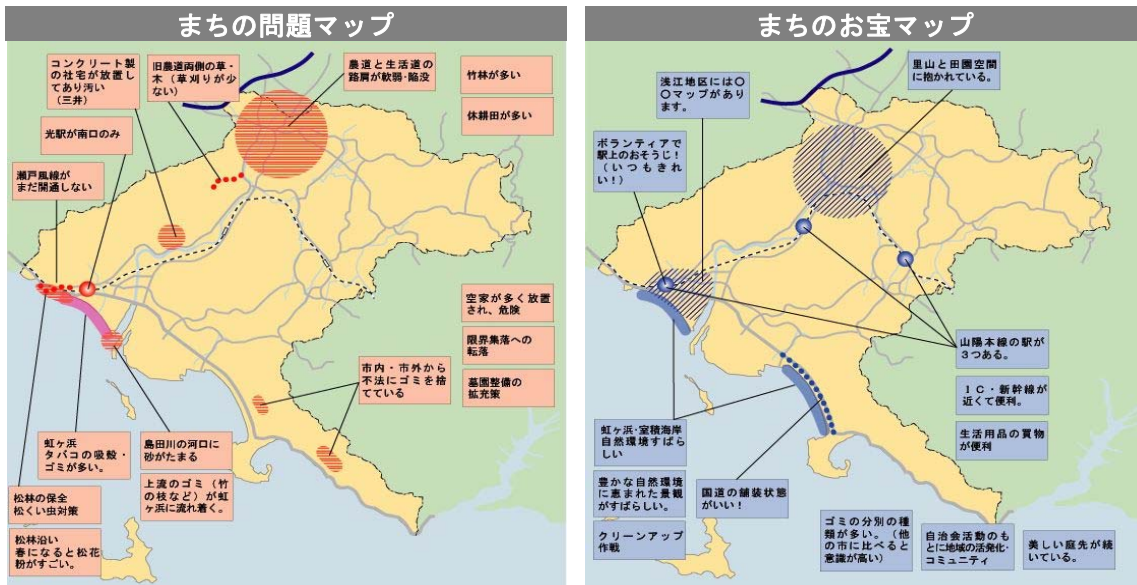 まちの問題マップ
コンクリート製
の社宅が放置し
てあり汚い
(三井)
旧農道両側の草・
木(草刈りが少
ない)
農道と生活道の
路肩が軟弱・陥没
竹林が多い
休耕田が多い
光駅が南口のみ
瀬戸風線が
まだ開通しない
空家が多く放置
され、危険
限界集落への
転落
墓園整備の
拡充策
市内・市外から
不法にゴミを捨
てている
虹ヶ浜
タバコの吸殻・
ゴミが多い。
島田川の河口に
砂がたまる
上流のゴミ(竹
の枝など)が虹
ヶ浜に流れ着く。
松林の保全
松くい虫対策
松林沿い
春になると松花
粉がすごい。
まちのお宝マップ
浅江地区には〇
〇マップがあり
ます。
里山と田園空間
に抱かれている。
ボランティアで
駅上のおそうじ!
(いつもきれ
い!)
山陽本線の駅が
3つある。
IC・新幹線が
近くて便利。
生活用品の買物
が便利
虹ヶ浜・室積海岸
自然環境すばら
しい
豊かな自然環境
に恵まれた景観
がすばらしい。
クリーンアップ
作戦
国道の舗装状態
がいい!
ゴミの分別の種
類が多い。(他
の市に比べると
意識が高い)
自治会活動のも
とに地域の活発化・
コミュニティ
美しい庭先が続
いている。